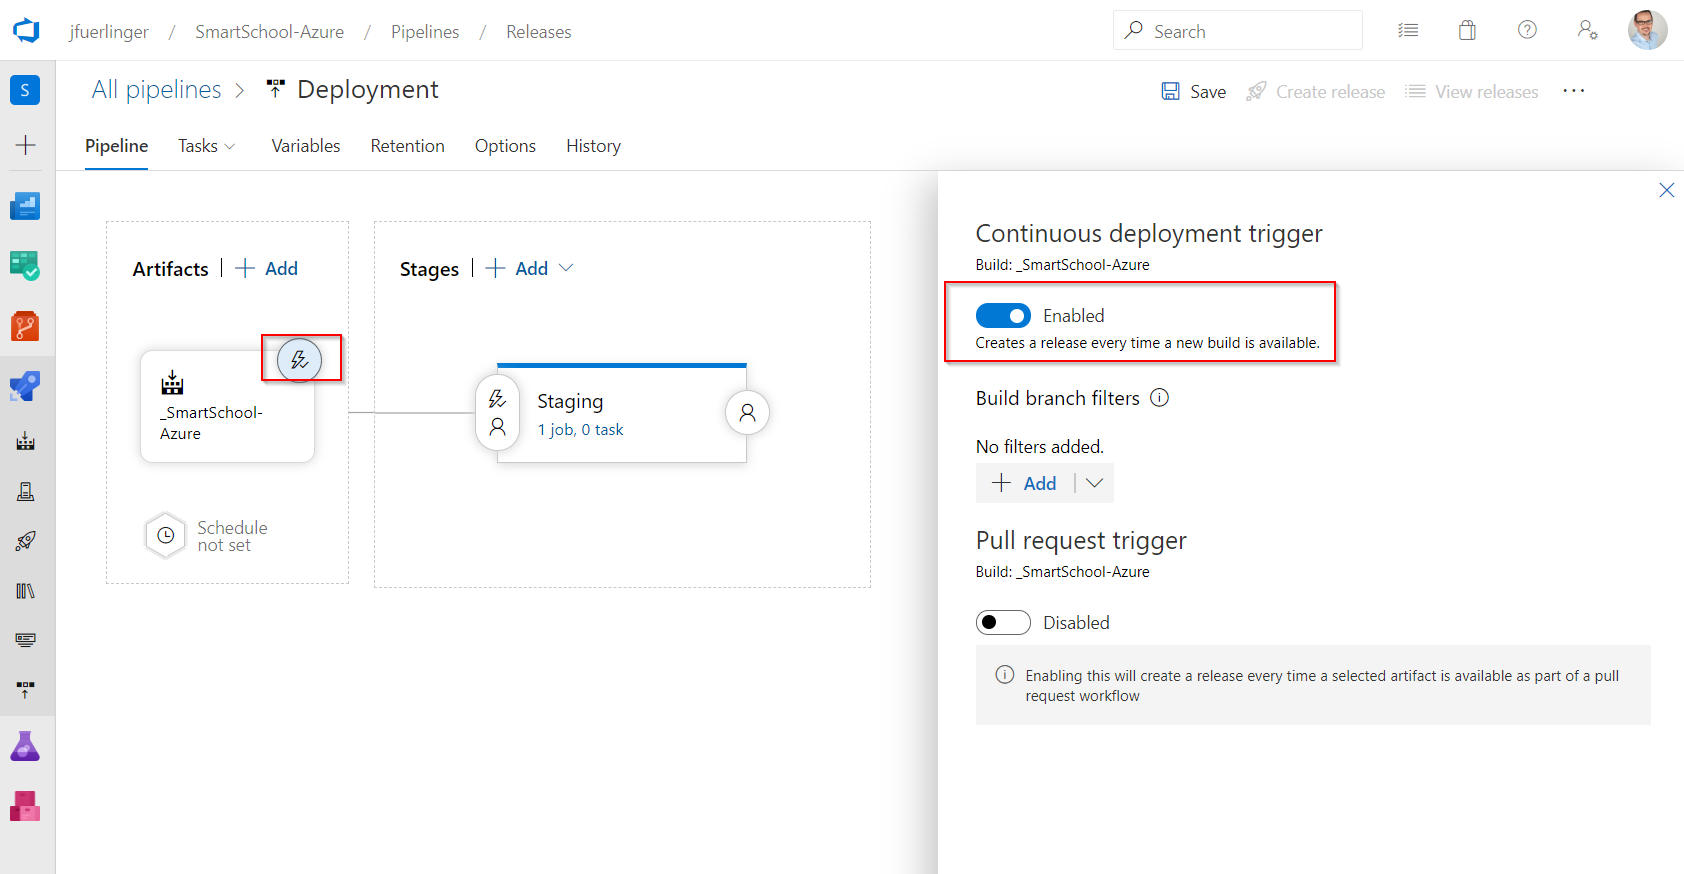 jfuerlinger / SmartSchool-Azure / Pipelines / Releases
Search
S
All pipelines > Deployment
Save Create release View releases ...
Pipeline Tasks Variables Retention Options History
Artifacts | + Add
Stages | + Add
_SmartSchool-
Azure
Staging
1 job, 0 task
Schedule
not set
Continuous deployment trigger
Build: _SmartSchool-Azure
Enabled
Creates a release every time a new build is available.
Build branch filters
No filters added.
+ Add
Pull request trigger
Build: _SmartSchool-Azure
Disabled
Enabling this will create a release every time a selected artifact is available as part of a pull
request workflow